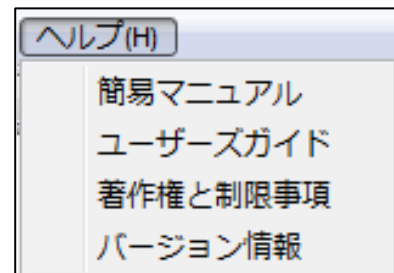 ヘルプ(H)
簡易マニュアル
ユーザーズガイド
著作権と制限事項
バージョン情報